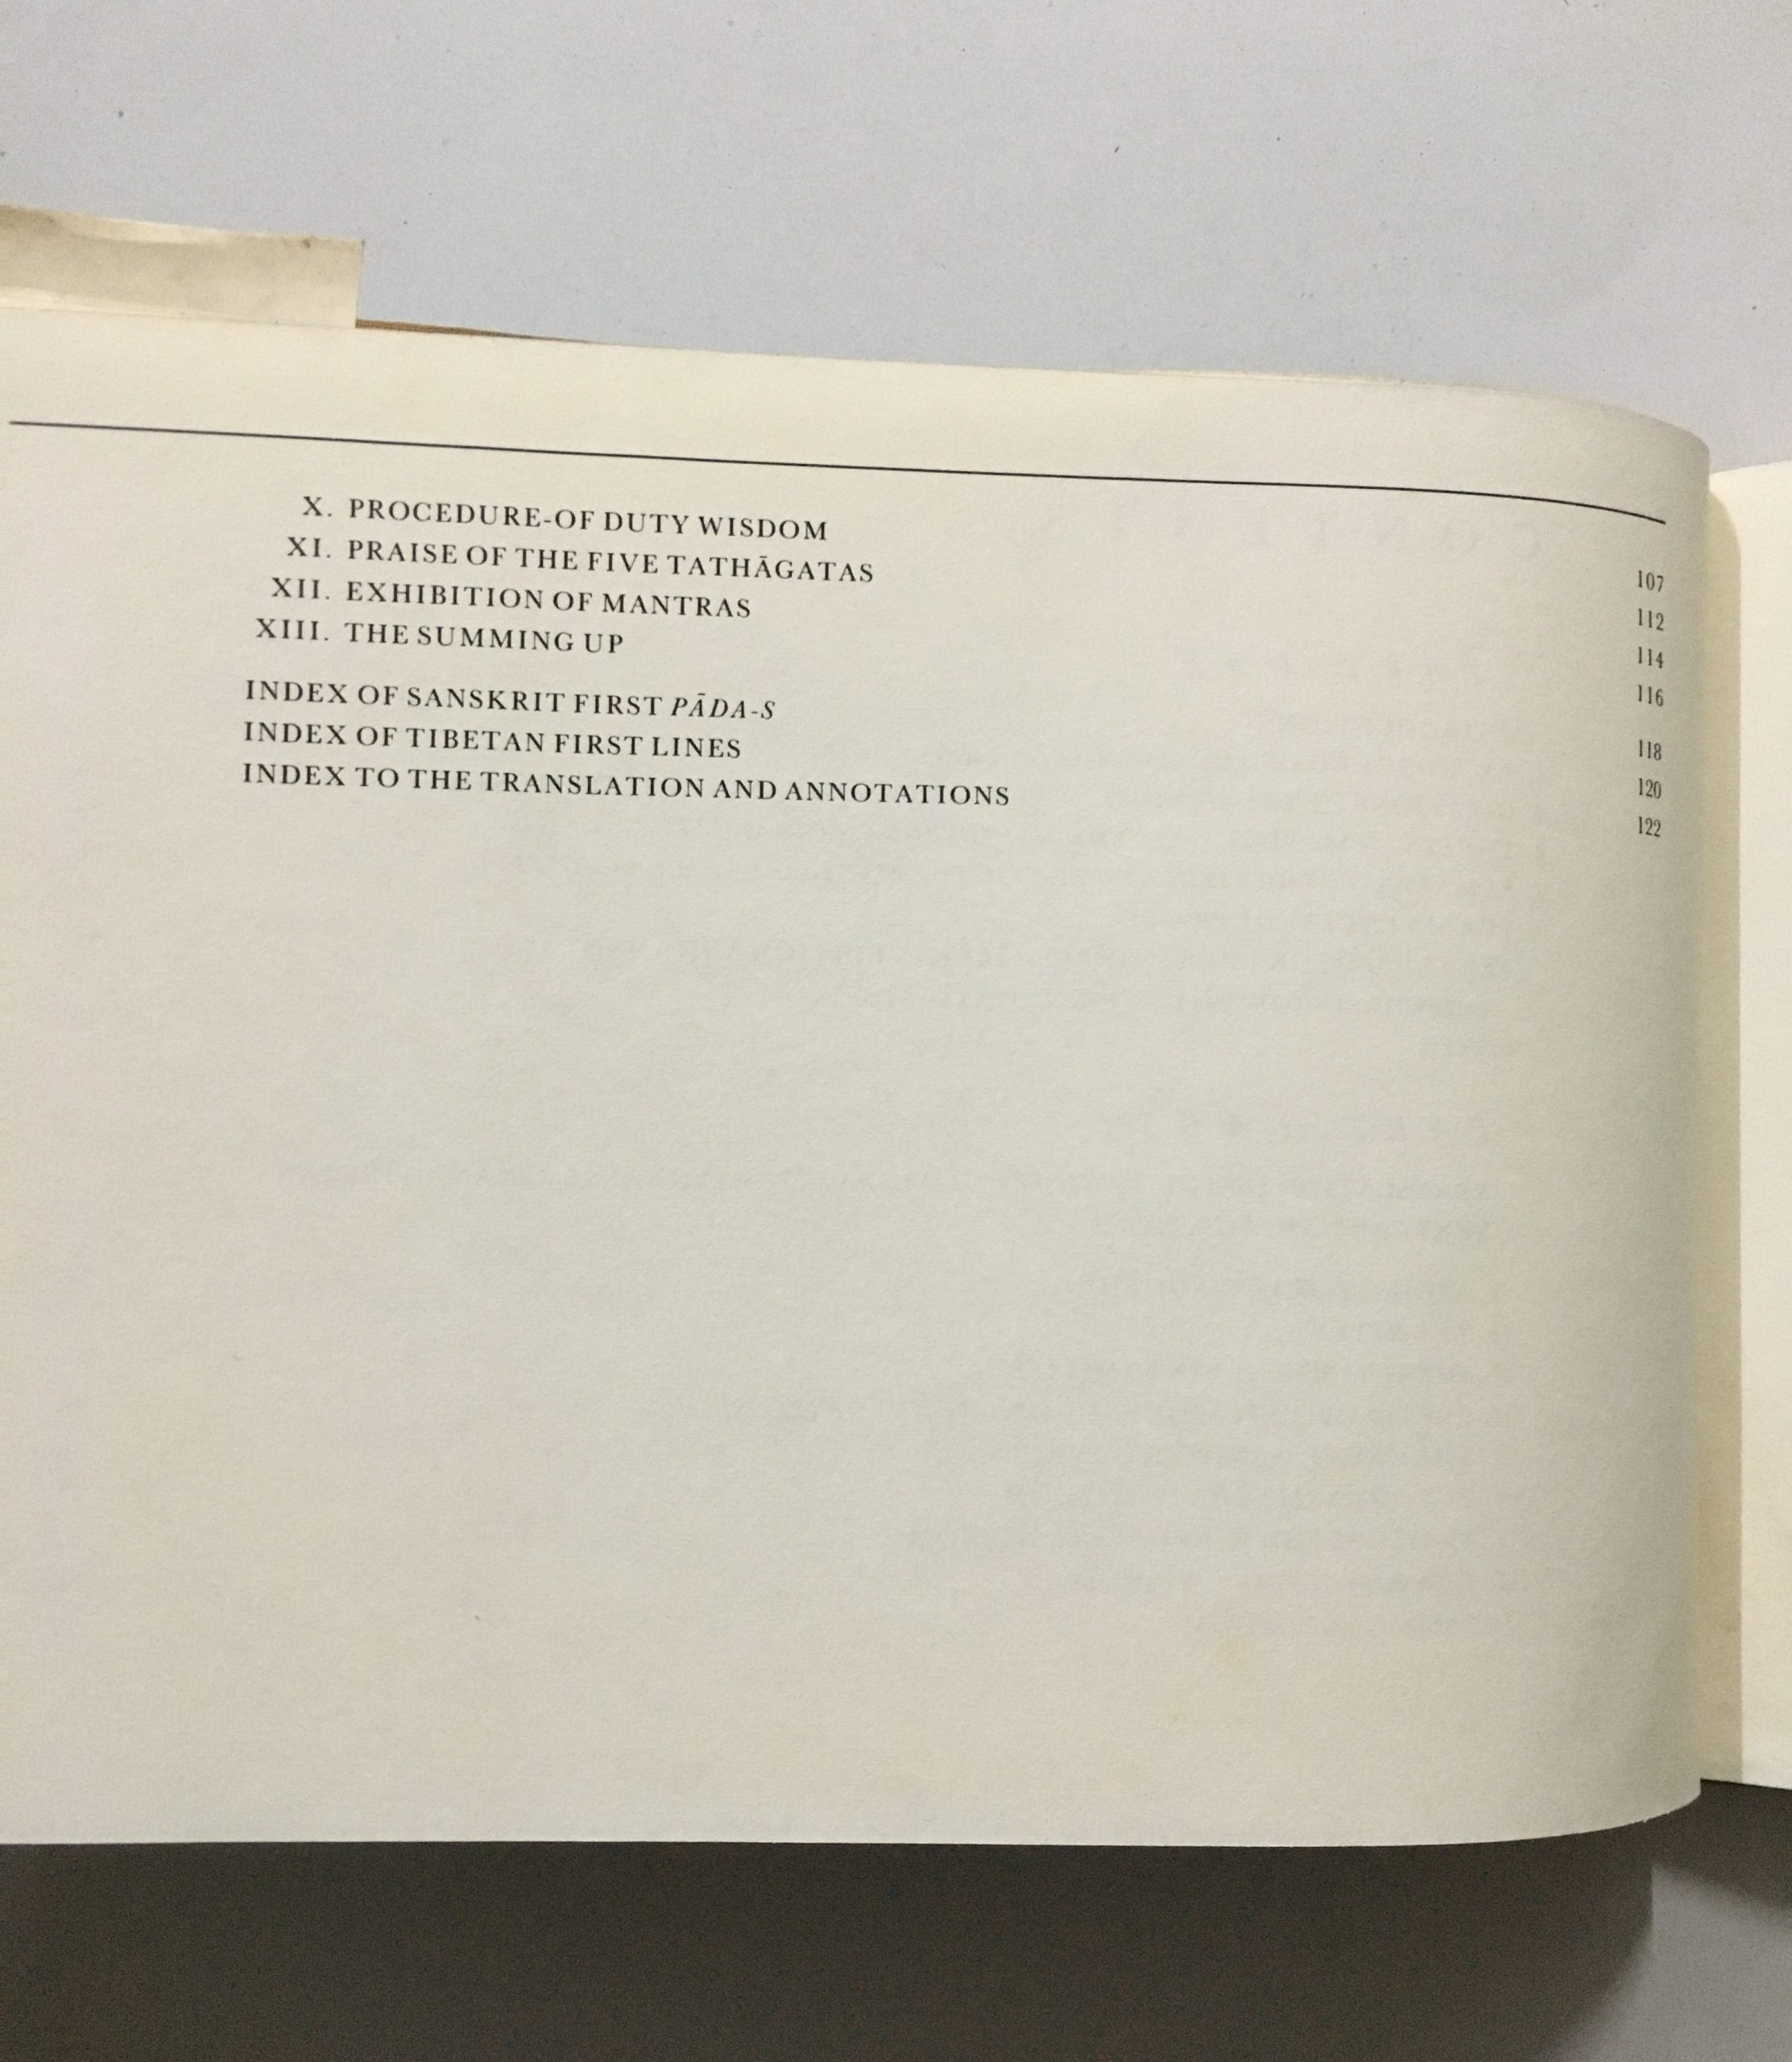 X. PROCEDURE-OF DUTY WISDOM 107
XI. PRAISE OF THE FIVE TATHĀGATAS 112
XII. EXHIBITION OF MANTRAS 114
XIII. THE SUMMING UP 116
INDEX OF SANSKRIT FIRST PĀDA-S 118
INDEX OF TIBETAN FIRST LINES 120
INDEX TO THE TRANSLATION AND ANNOTATIONS 122